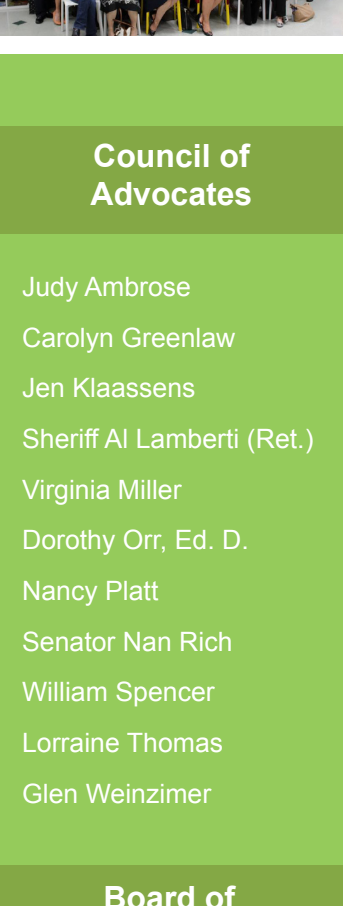 Council of
Advocates
Judy Ambrose
Carolyn Greenlaw
Jen Klaassens
Sheriff Al Lamberti (Ret.)
Virginia Miller
Dorothy Orr, Ed. D.
Nancy Platt
Senator Nan Rich
William Spencer
Lorraine Thomas
Glen Weinzimer
Board of